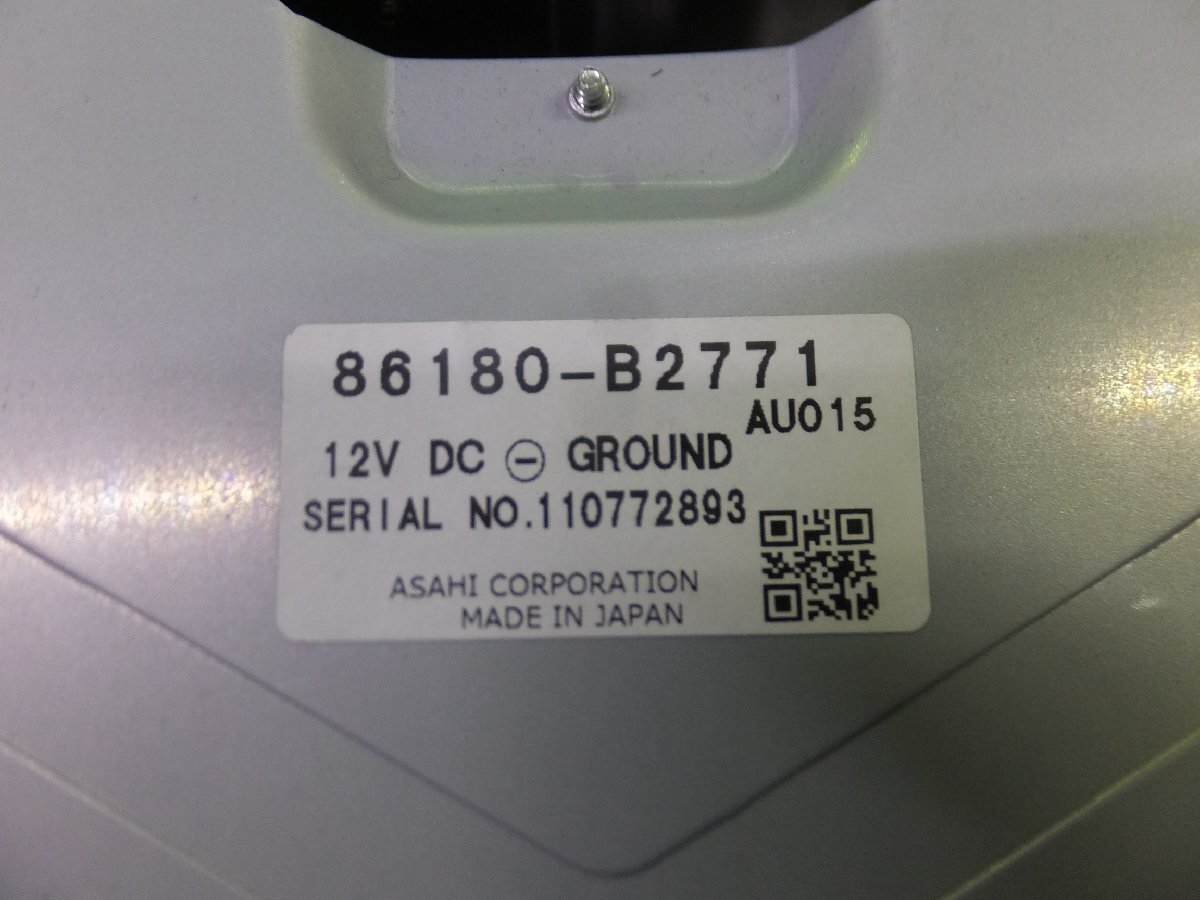 86180-B2771
AU015
12V DC ⊖ GROUND
SERIAL NO.110772893
ASAHI CORPORATION
MADE IN JAPAN